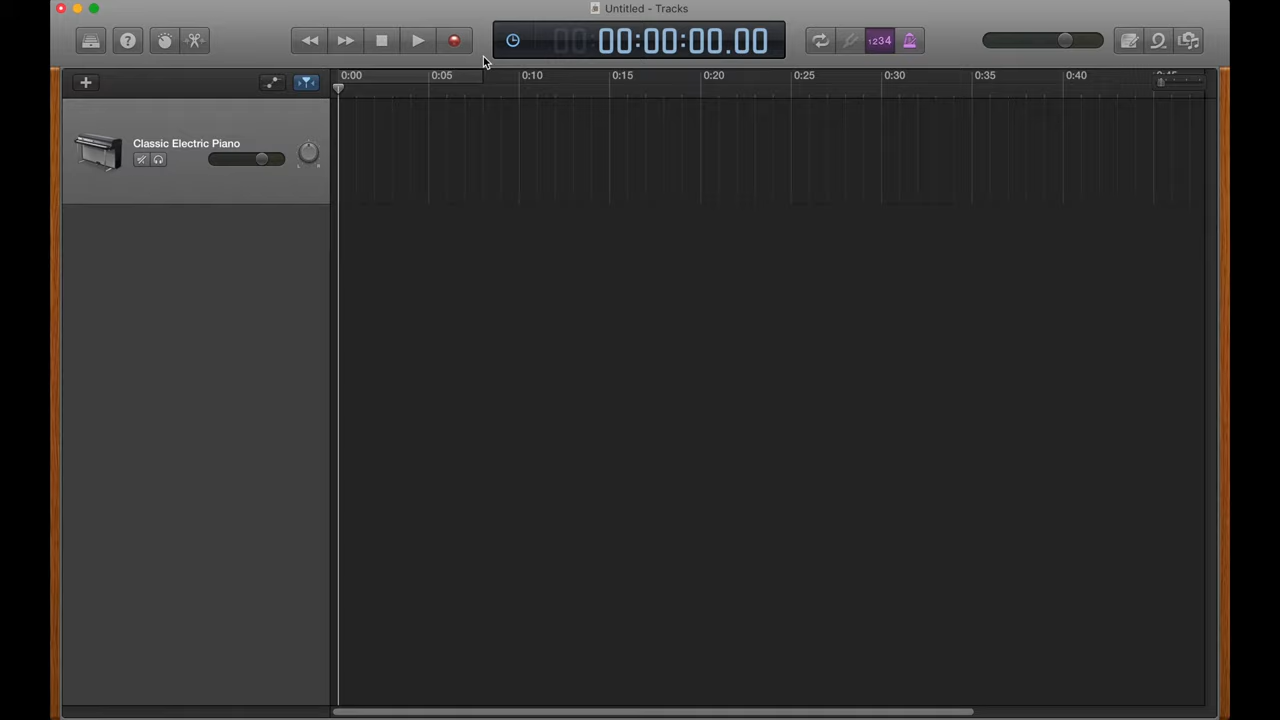 Untitled - Tracks
?
00:00:00.00
1234
0:00 0:05 0:10 0:15 0:20 0:25 0:30 0:35 0:40
Classic Electric Piano
L R